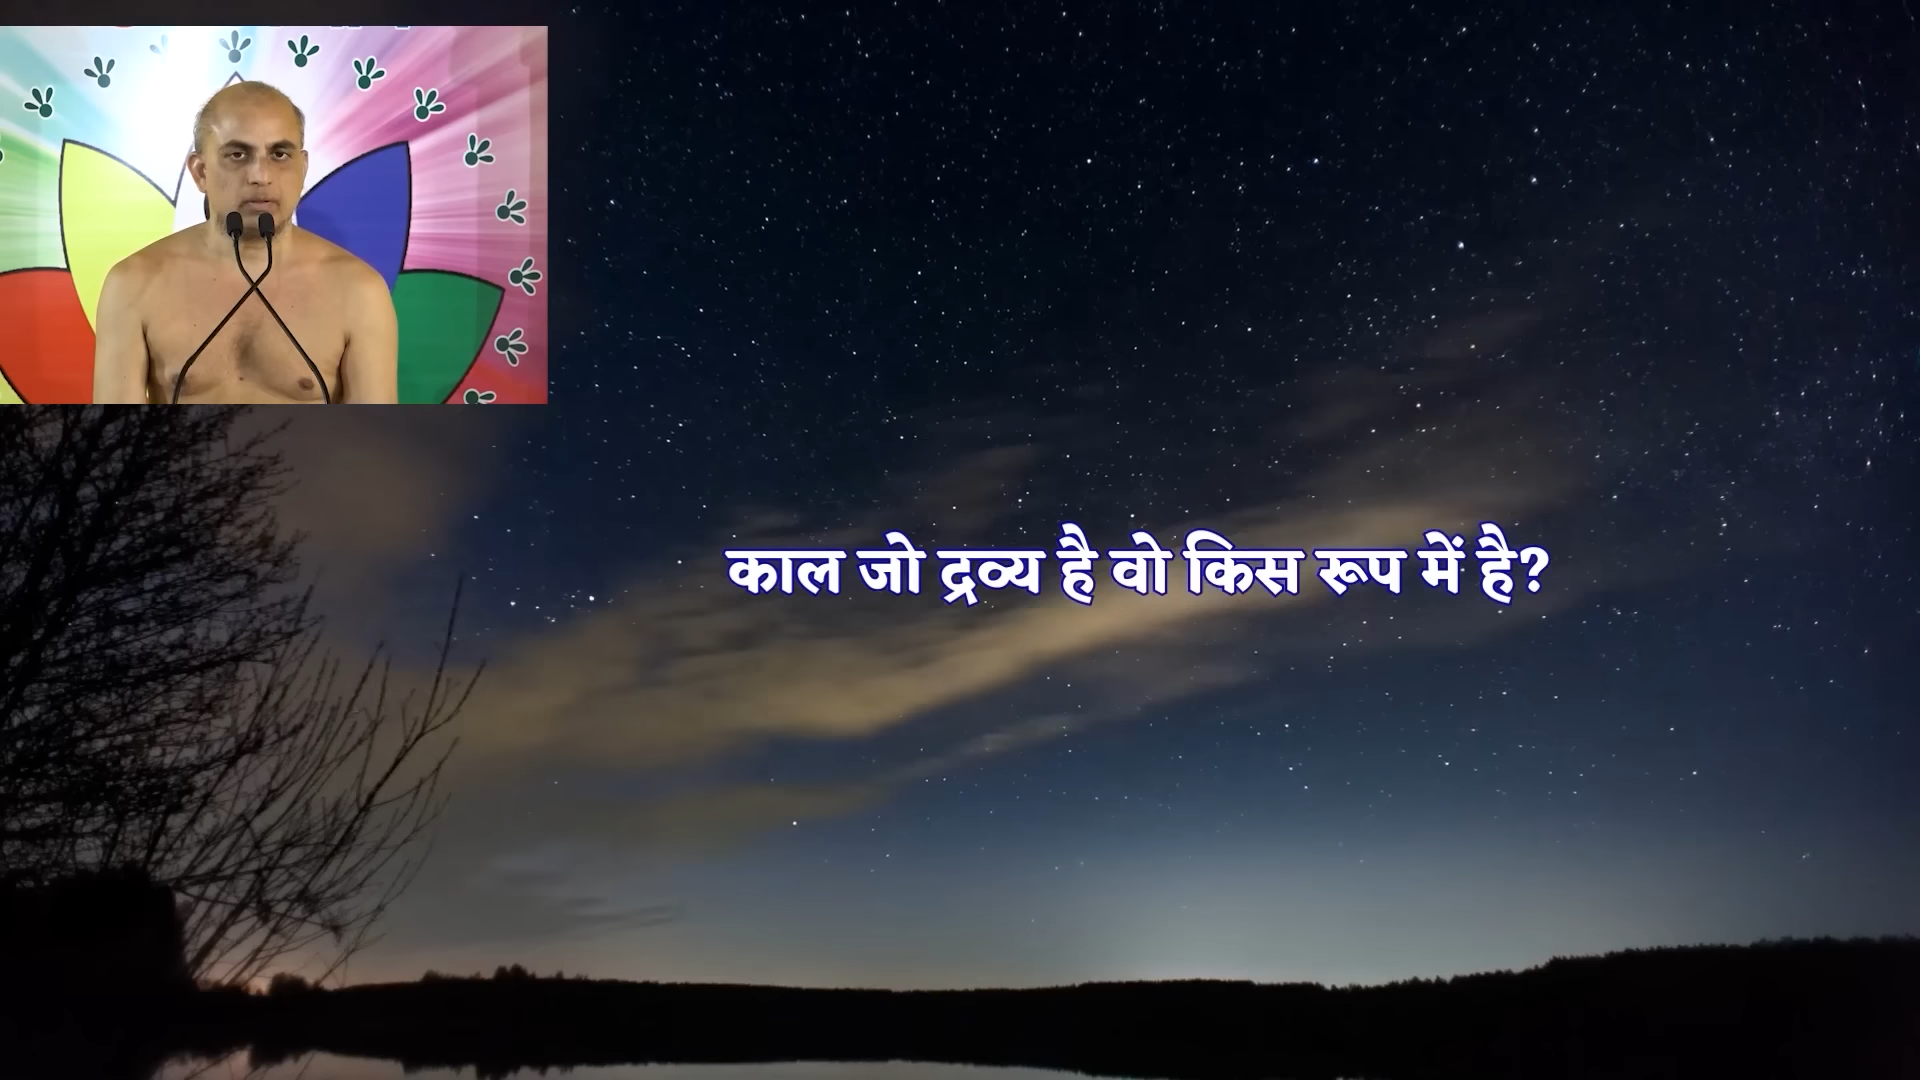 काल जो द्रव्य है वो किस रूप में है?